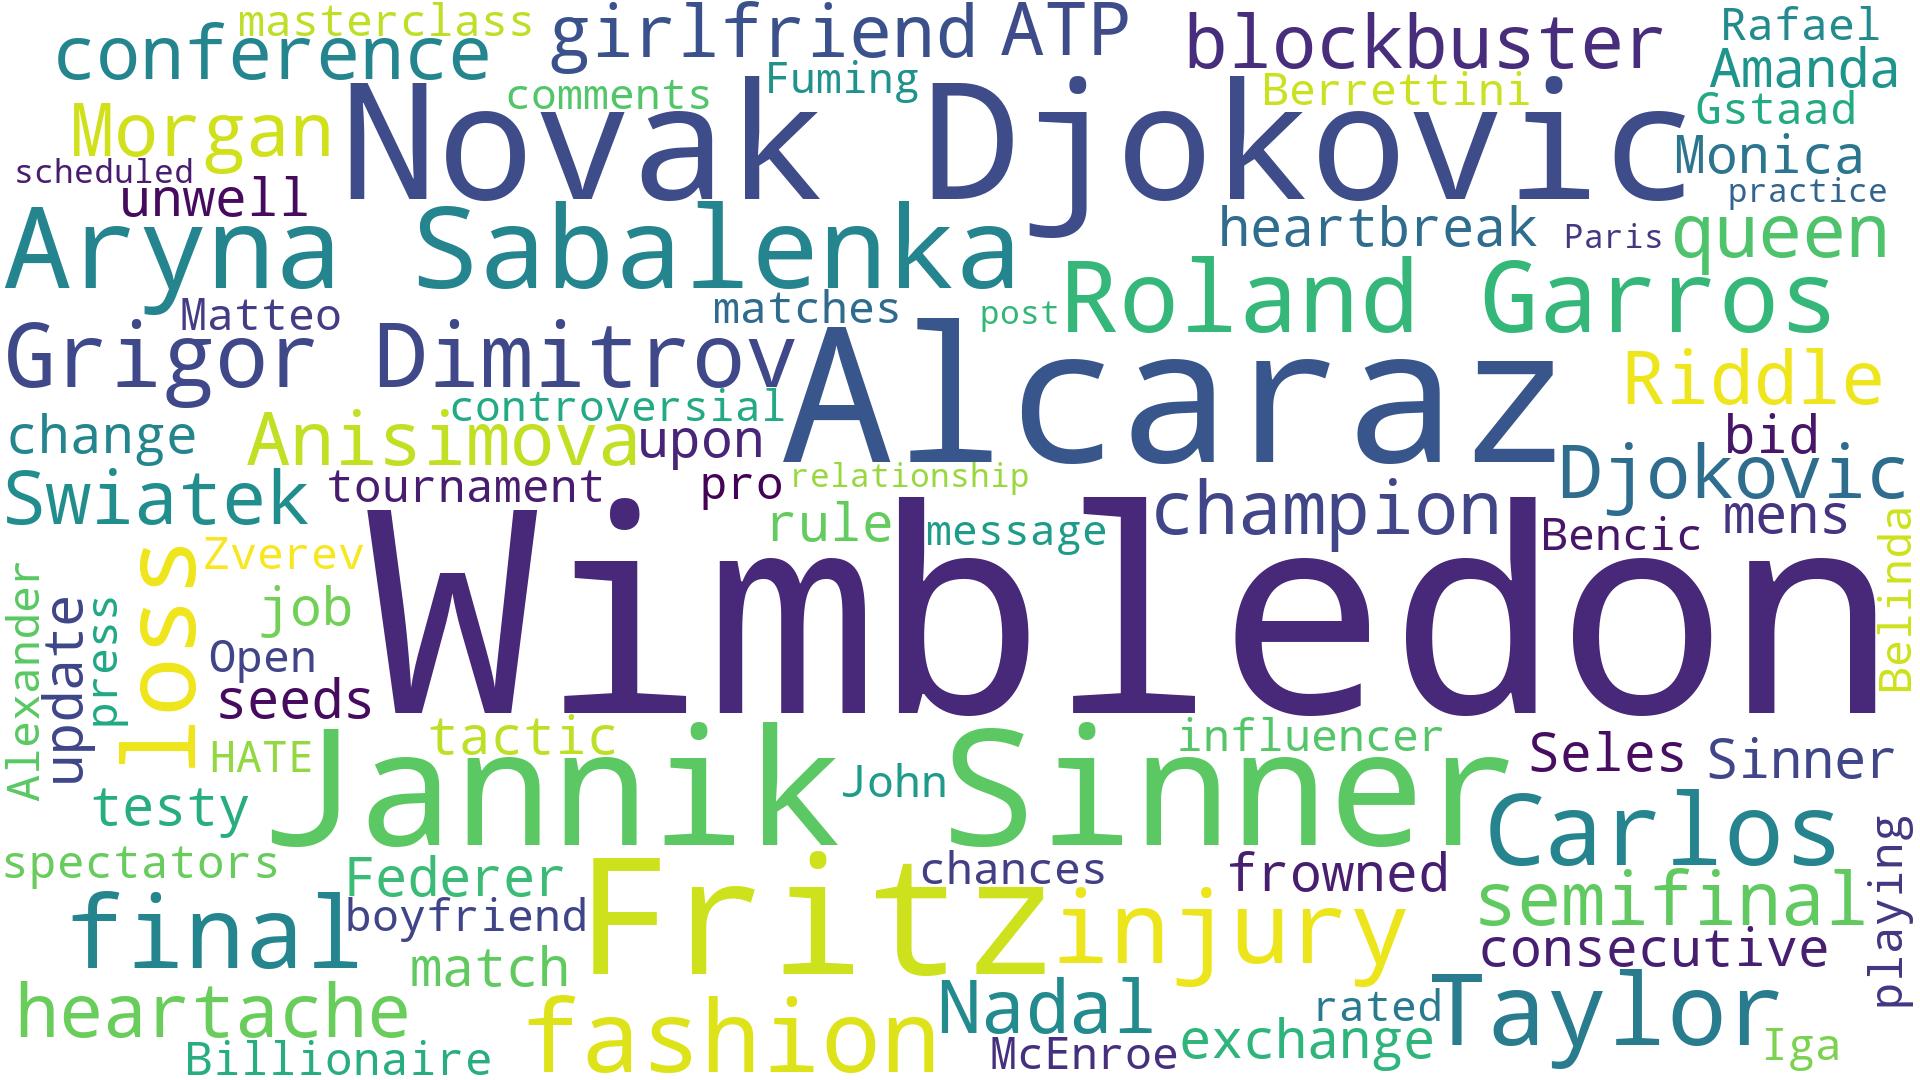 masterclass
conference
girlfriend
ATP
blockbuster
Rafael
Amanda
Fuming
comments
Berrettini
Gstaad
Morgan
Novak Djokovic
Monica
scheduled
unwell
practice
Aryna Sabalenka
heartbreak
Paris
queen
Matteo
matches
post
Roland Garros
Grigor Dimitrov
Alcaraz
Riddle
controversial
change
Anisimova
upon
bid
Djokovic
Swiatek
tournament
pro
relationship
champion
mens
rule
message
Bencic
Belinda
Zverev
Wimbledon
Alexander
update
press
loss
job
Open
seeds
HATE
tactic
influencer
Jannik Sinner
John
Seles
Sinner
testy
Carlos
playing
spectators
Federer
Fritz
chances
frowned
semifinal
final
boyfriend
injury
consecutive
match
heartache
fashion
Nadal
rated
Taylor
Billionaire
McEnroe
exchange
Iga